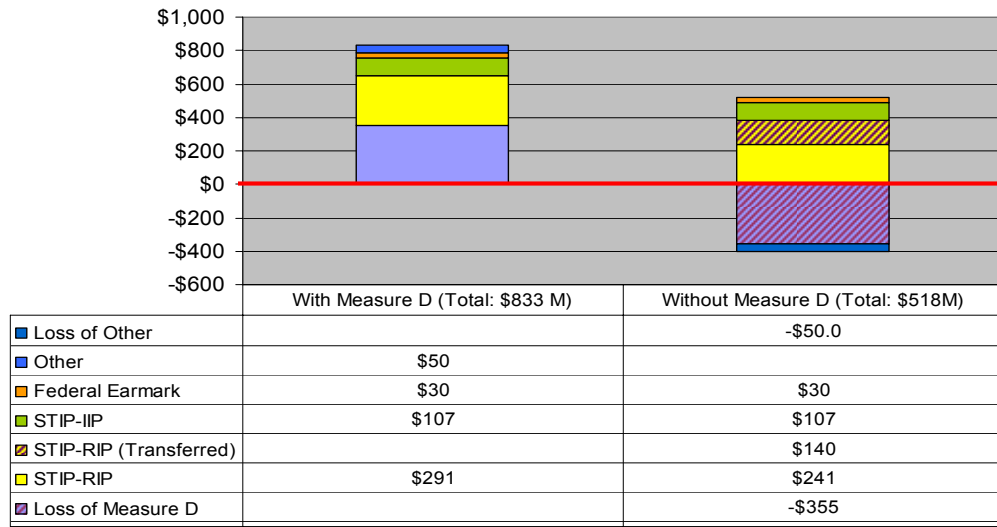 $1,000
$800
$600
$400
$200
$0
-$200
-$400
-$600
With Measure D (Total: $833 M) Without Measure D (Total: $518M)
Loss of Other -$50.0
Other $50
Federal Earmark $30 $30
STIP-IIP $107 $107
STIP-RIP (Transferred) $140
STIP-RIP $291 $241
Loss of Measure D -$355